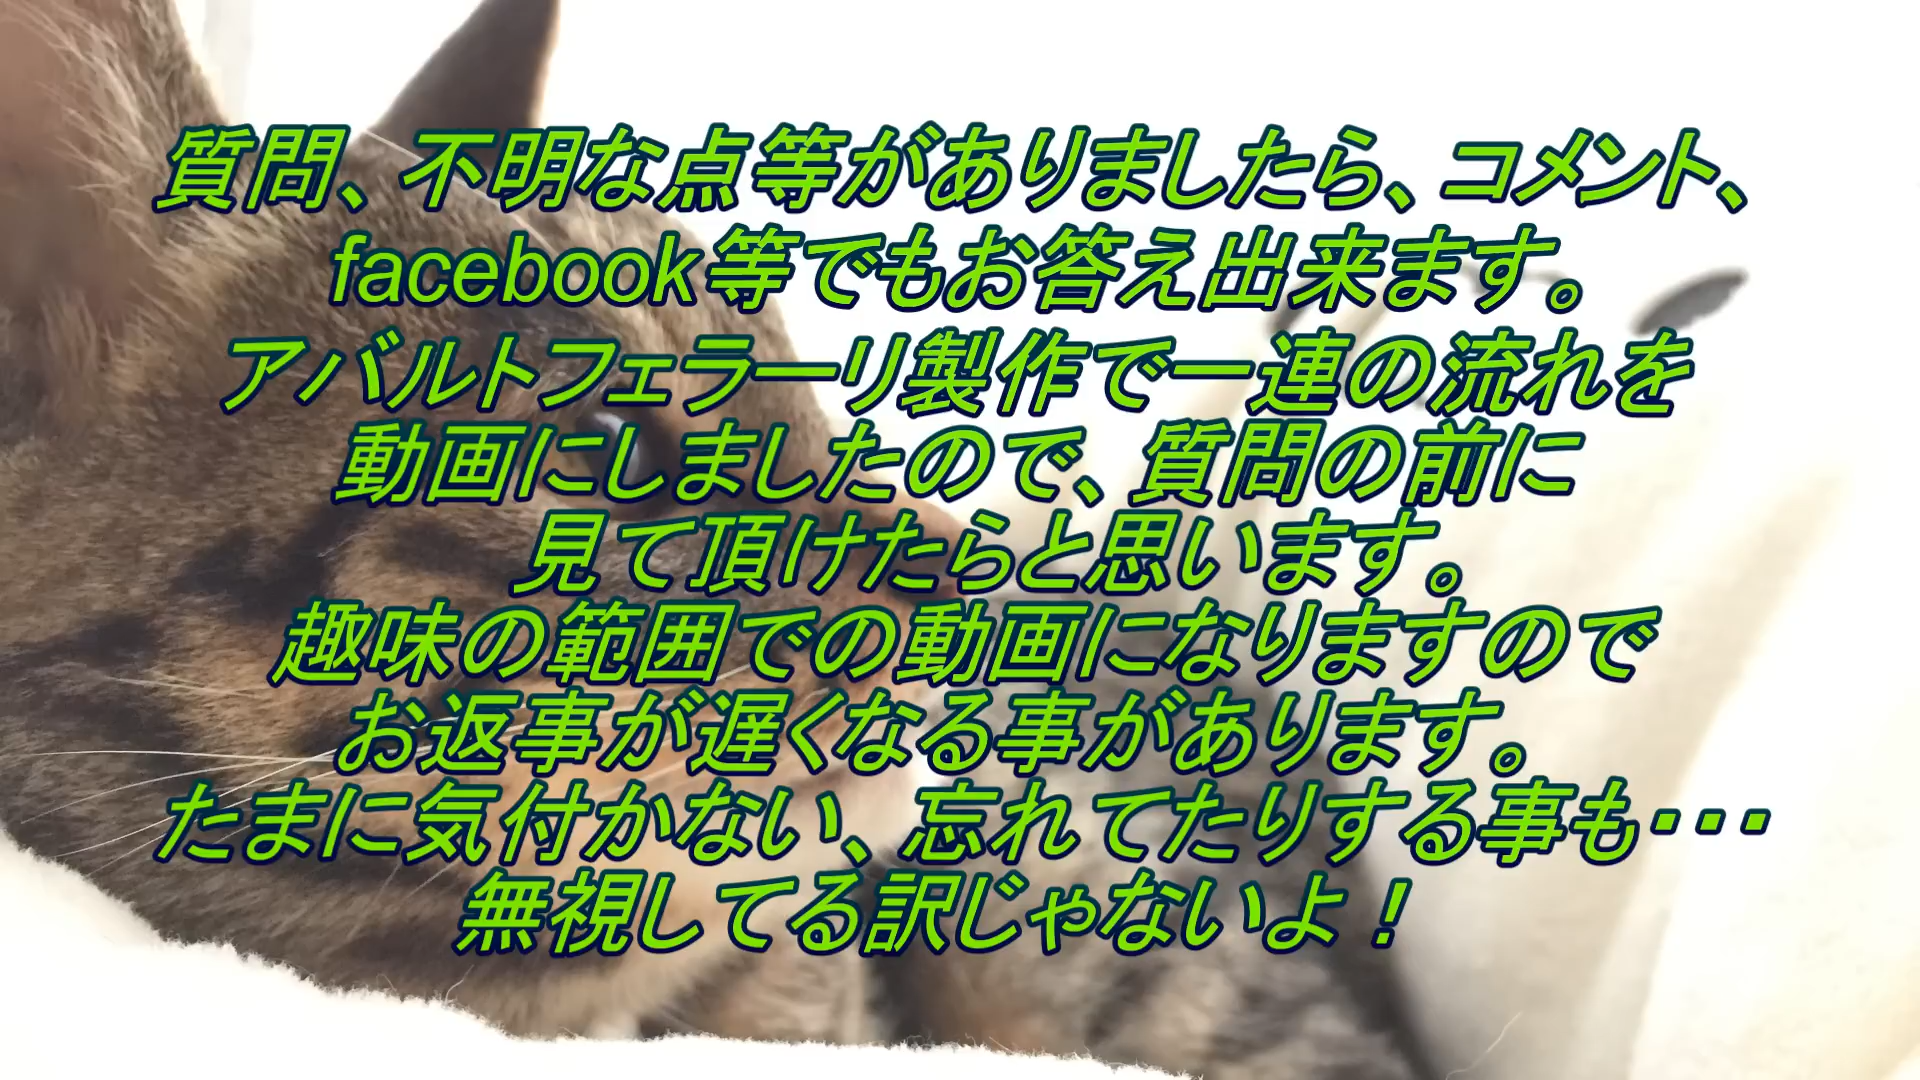 質問、不明な点等がありましたら、コメント、
facebook等でもお答え出来ます。
アバルトフェラーリ製作で一連の流れを
動画にしましたので、質問の前に
見て頂けたらと思います。
趣味の範囲での動画になりますので
お返事が遅くなる事があります。
たまに気付かない、忘れてたりする事も・・・
無視してる訳じゃないよ！